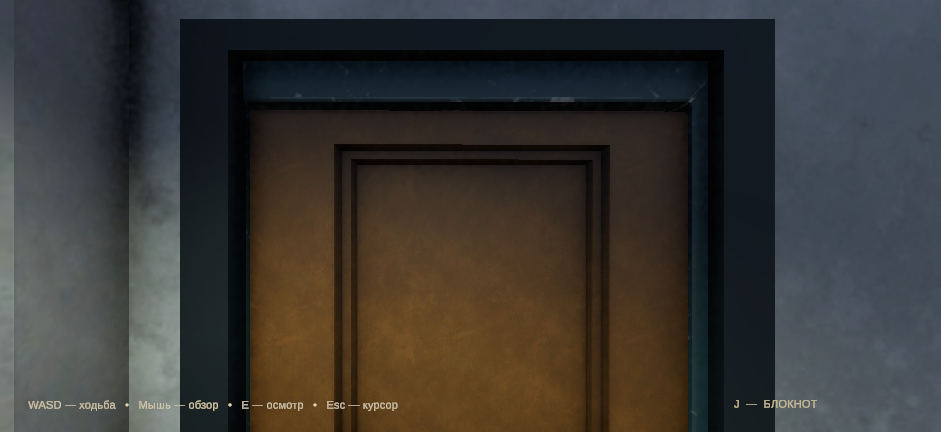 WASD — ходьба • Мышь — обзор • E — осмотр • Esc — курсор
J — БЛОКНОТ